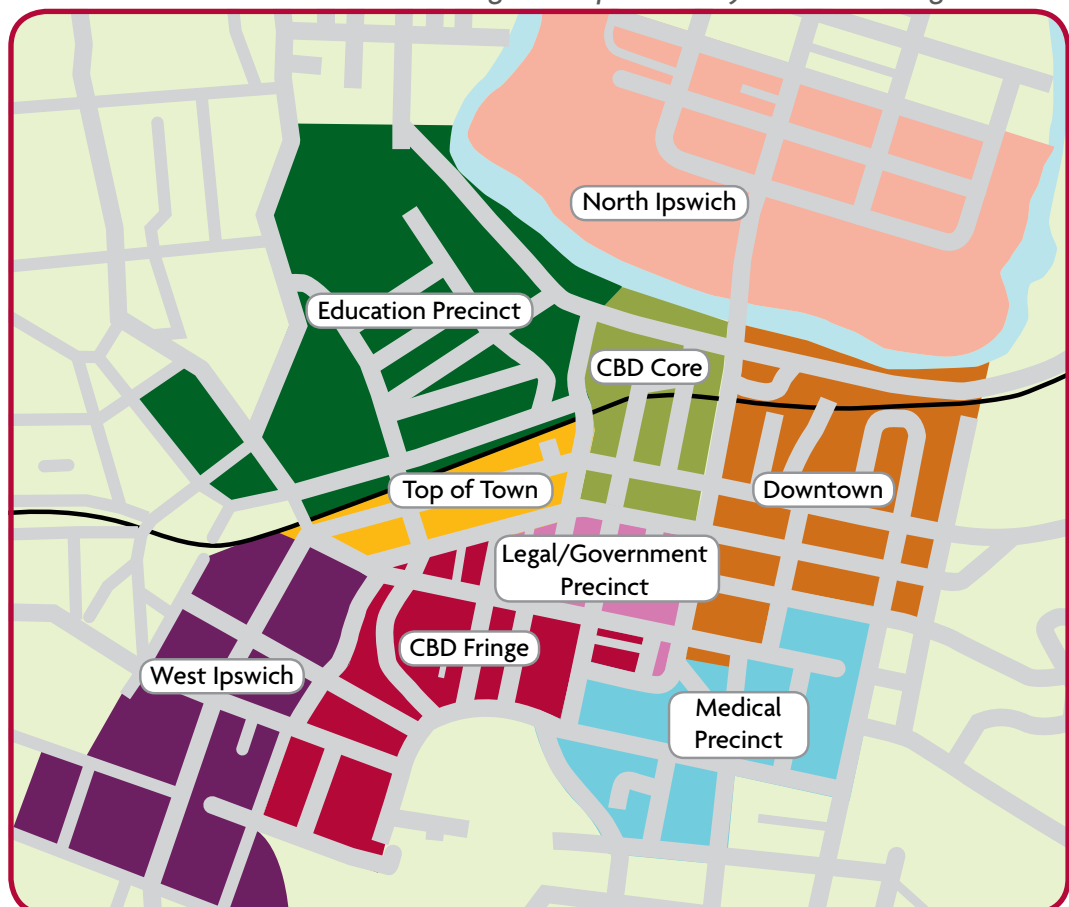 North Ipswich
Education Precinct
CBD Core
Top of Town
Downtown
Legal/Government
Precinct
CBD Fringe
West Ipswich
Medical
Precinct